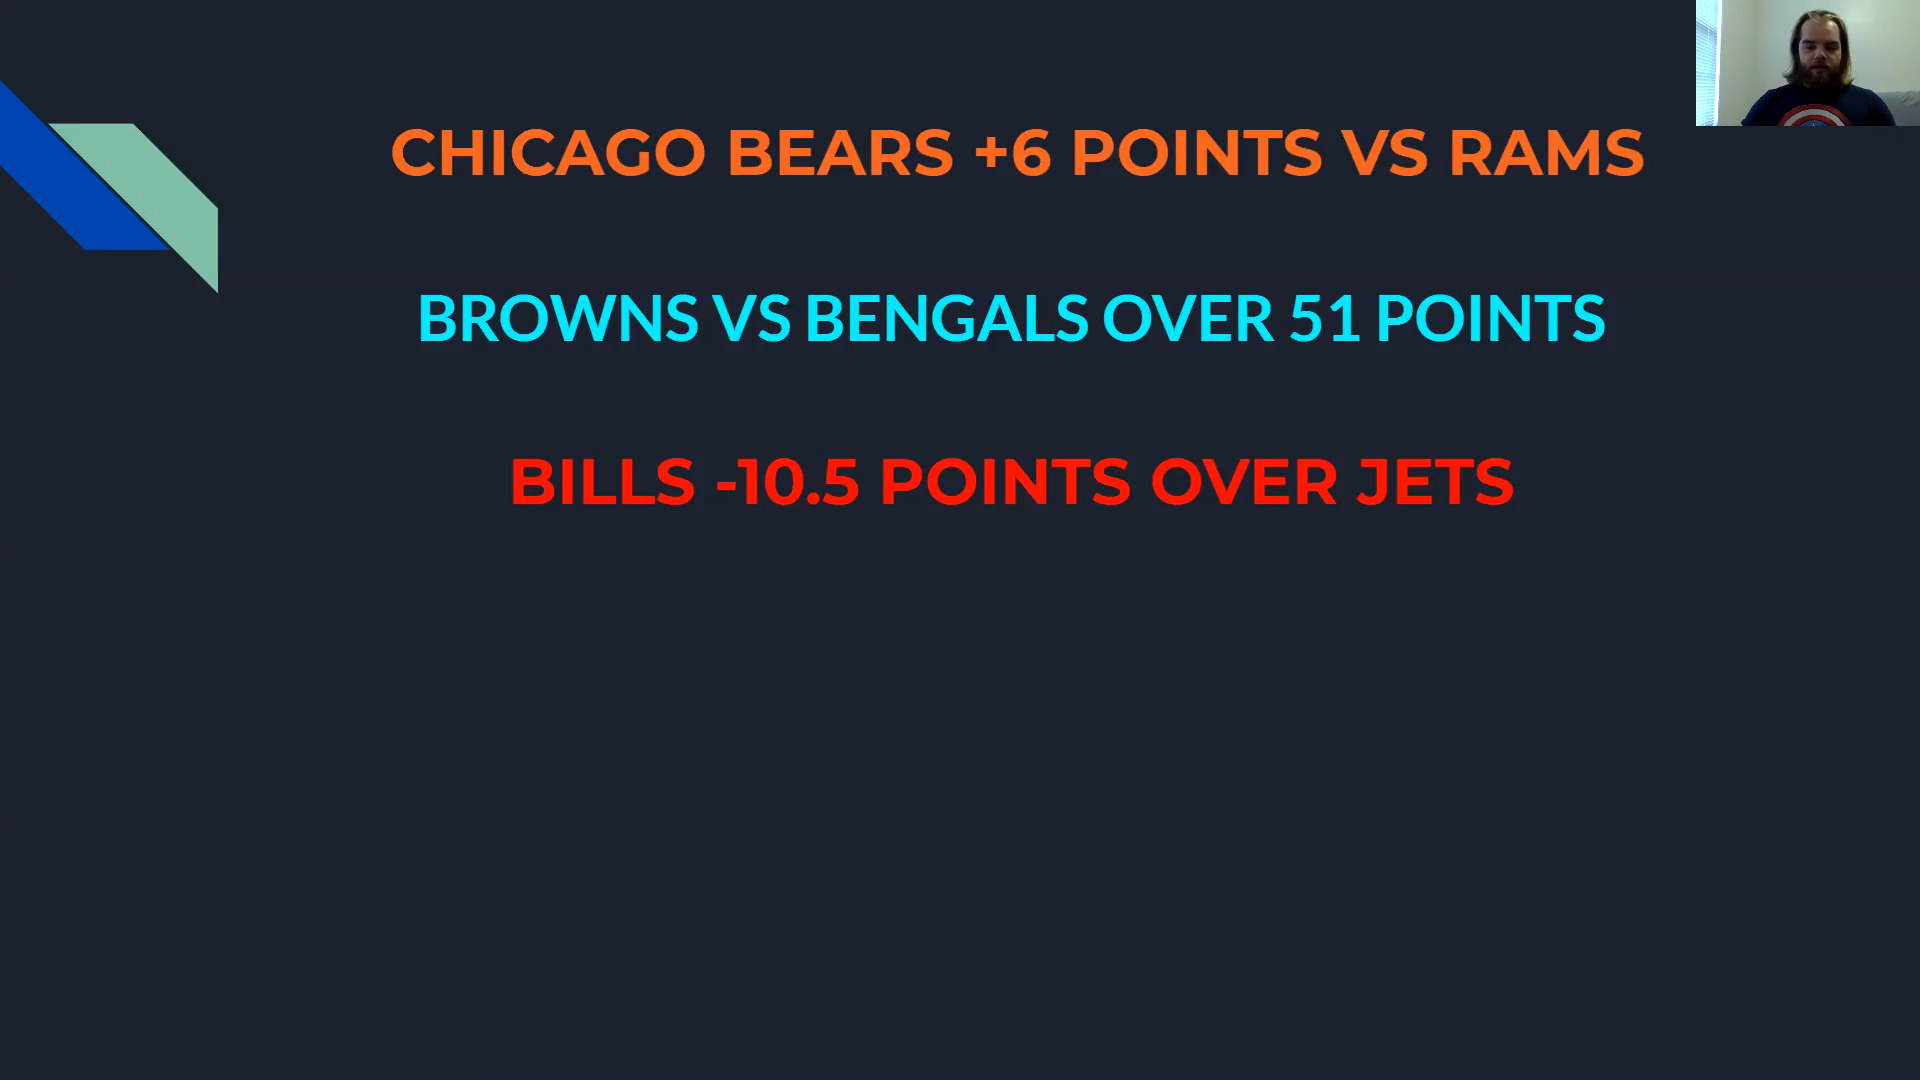 CHICAGO BEARS +6 POINTS VS RAMS
BROWNS VS BENGALS OVER 51 POINTS
BILLS -10.5 POINTS OVER JETS